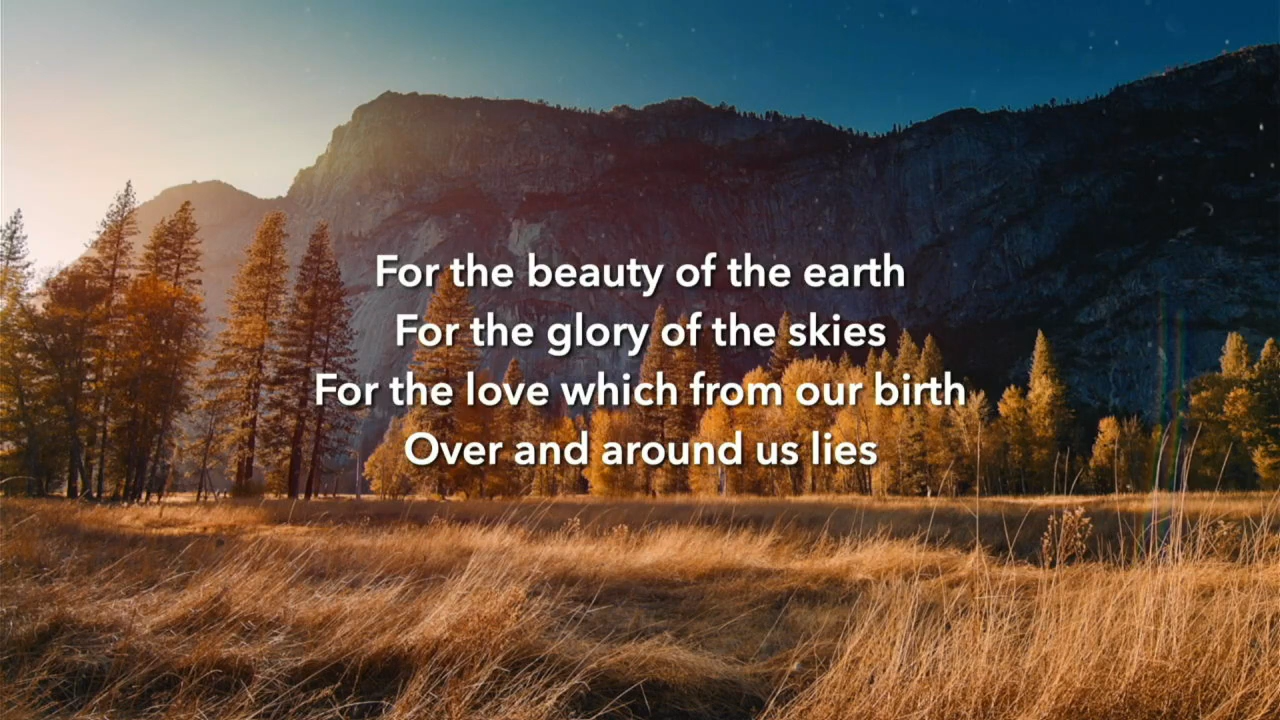 For the beauty of the earth
For the glory of the skies
For the love which from our birth
Over and around us lies